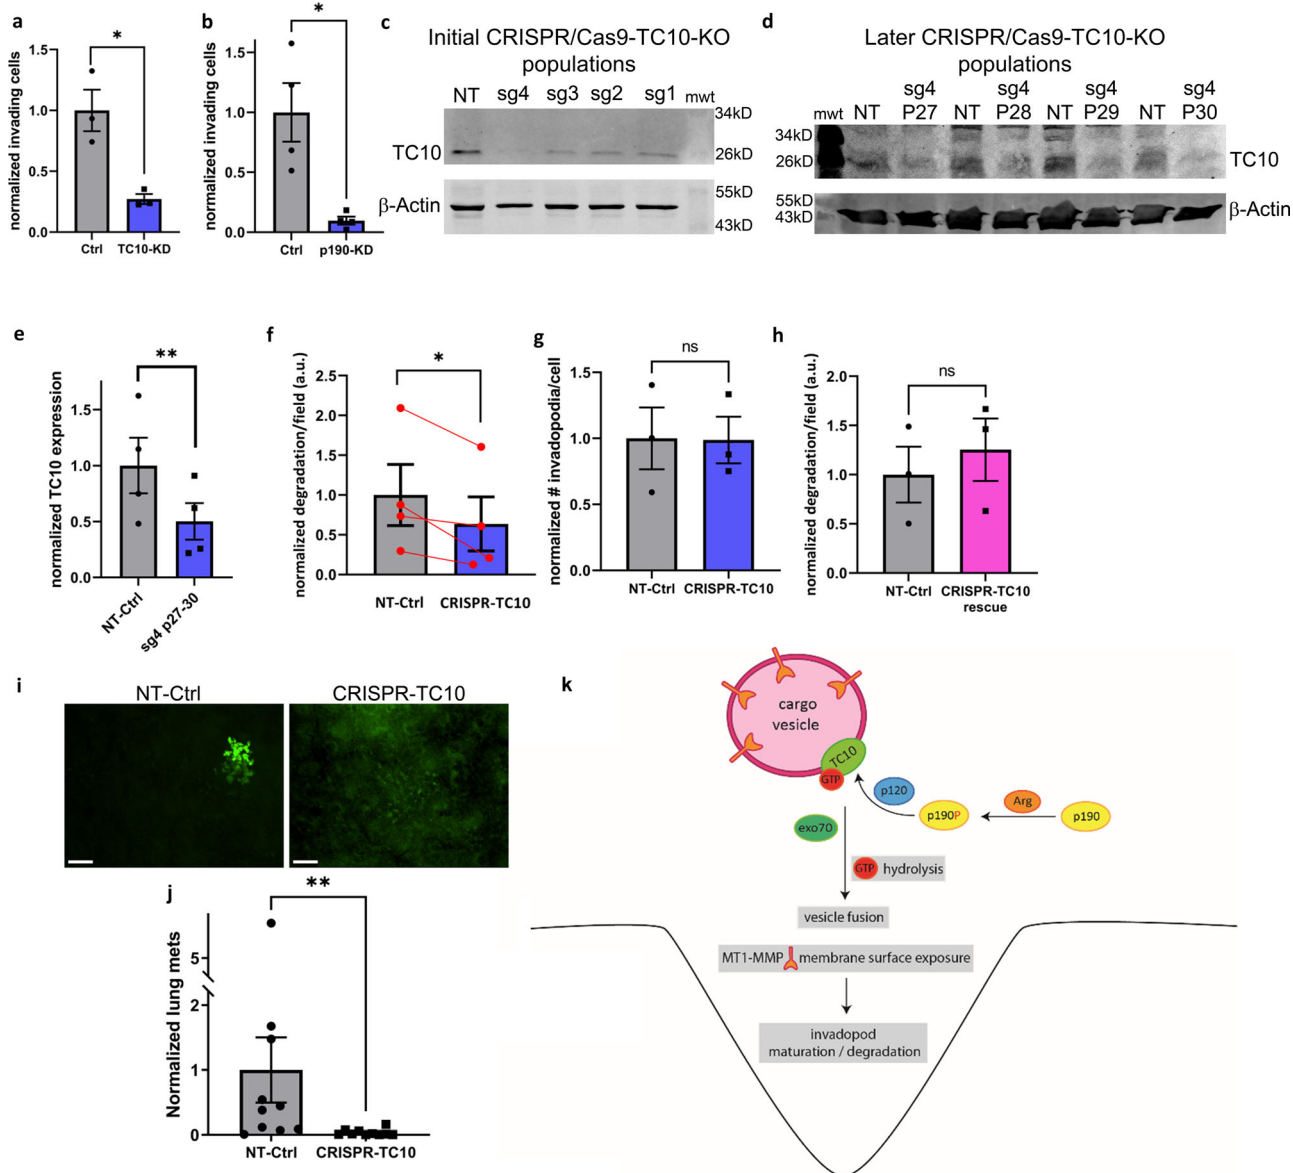 a
normalized invading cells
1.5
1.0
0.5
0.0
*
Ctrl TC10-KD
b
normalized invading cells
1.5
1.0
0.5
0.0
*
Ctrl p190-KD
c
Initial CRISPR/Cas9-TC10-KO
populations
NT sg4 sg3 sg2 sg1 mwt
34kD
TC10 26kD
55kD
β-Actin
43kD
d
Later CRISPR/Cas9-TC10-KO
populations
sg4 sg4 sg4 sg4
mwt NT P27 NT P28 NT P29 NT P30
34kD
26kD TC10
55kD
43kD β-Actin
e
normalized TC10 expression
1.5
1.0
0.5
0.0
**
NT-Ctrl
sg4 p27-30
f
normalized degradation/field (a.u.)
2.5
2.0
1.5
1.0
0.5
0.0
*
NT-Ctrl CRISPR-TC10
g
normalized # invadopodia/cell
1.5
1.0
0.5
0.0
ns
NT-Ctrl CRISPR-TC10
h
normalized degradation/field (a.u.)
2.0
1.5
1.0
0.5
0.0
ns
NT-Ctrl CRISPR-TC10
rescue
i
NT-Ctrl CRISPR-TC10
j
Normalized lung mets
5
2
1
0
**
NT-Ctrl CRISPR-TC10
k
cargo
vesicle
TC10
GTP
p120
exo70
p190P
Arg
p190
GTP hydrolysis
vesicle fusion
MT1-MMP membrane surface exposure
invadopod
maturation / degradation